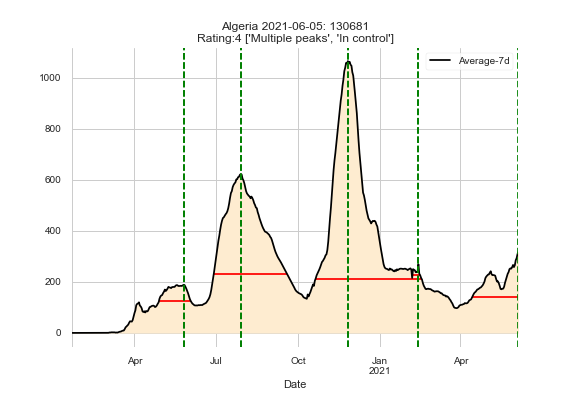 Algeria 2021-06-05: 130681
Rating:4 ['Multiple peaks', 'In control']
Average-7d
1000
800
600
400
200
0
Apr
Jul
Oct
Jan
2021
Apr
Date